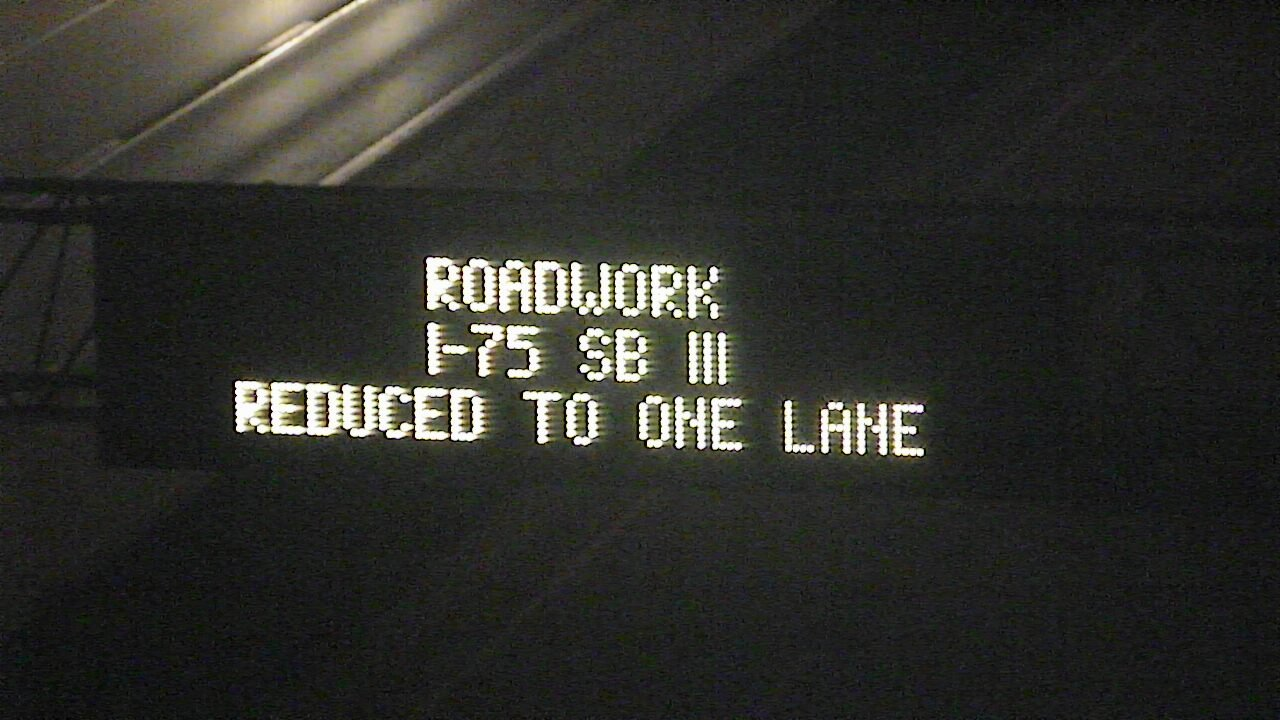 ROADWORK
I-75 SB III
REDUCED TO ONE LANE